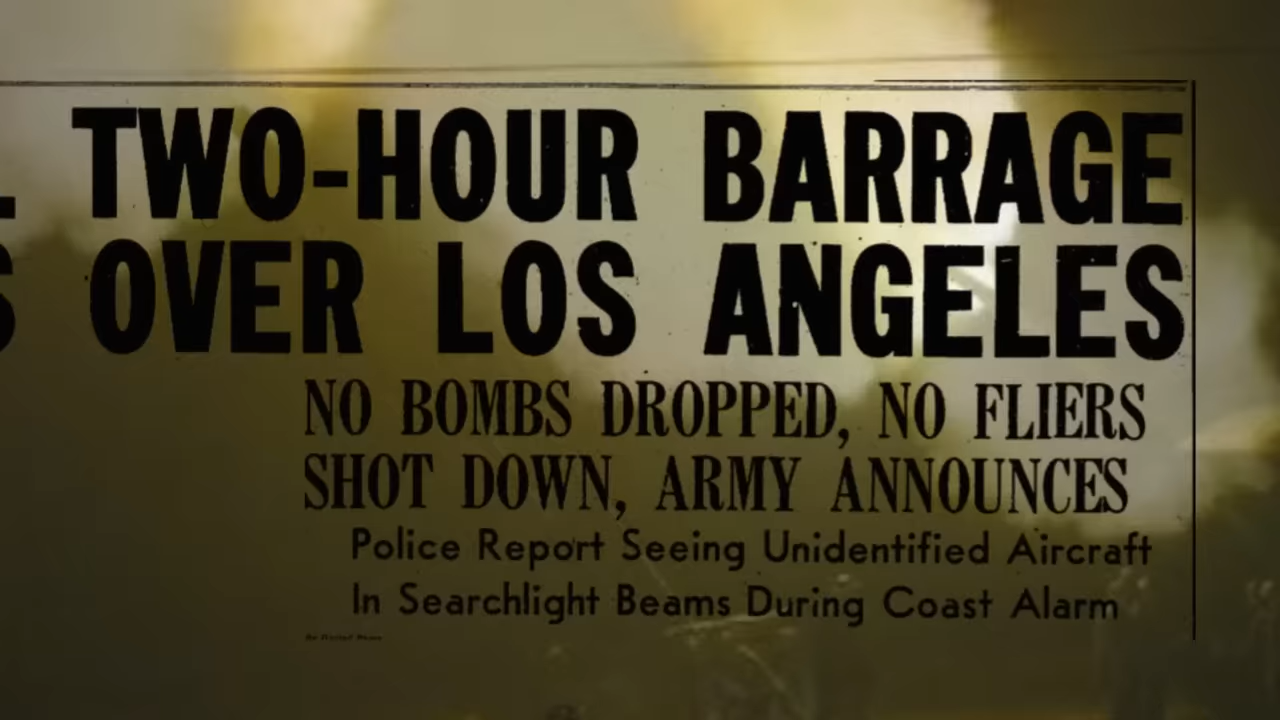 TWO-HOUR BARRAGE
S OVER LOS ANGELES
NO BOMBS DROPPED, NO FLIERS
SHOT DOWN, ARMY ANNOUNCES
Police Report Seeing Unidentified Aircraft
In Searchlight Beams During Coast Alarm